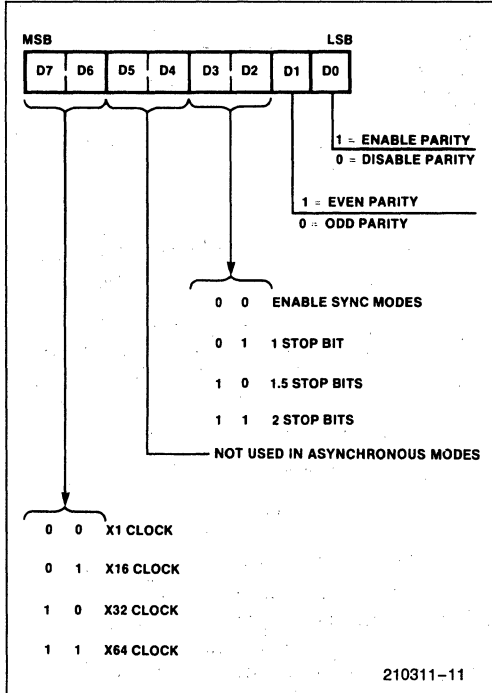 MSB LSB
D7 D6 D5 D4 D3 D2 D1 D0
1 = ENABLE PARITY
0 = DISABLE PARITY
1 = EVEN PARITY
0 = ODD PARITY
0 0 ENABLE SYNC MODES
0 1 1 STOP BIT
1 0 1.5 STOP BITS
1 1 2 STOP BITS
NOT USED IN ASYNCHRONOUS MODES
0 0 X1 CLOCK
0 1 X16 CLOCK
1 0 X32 CLOCK
1 1 X64 CLOCK
210311-11